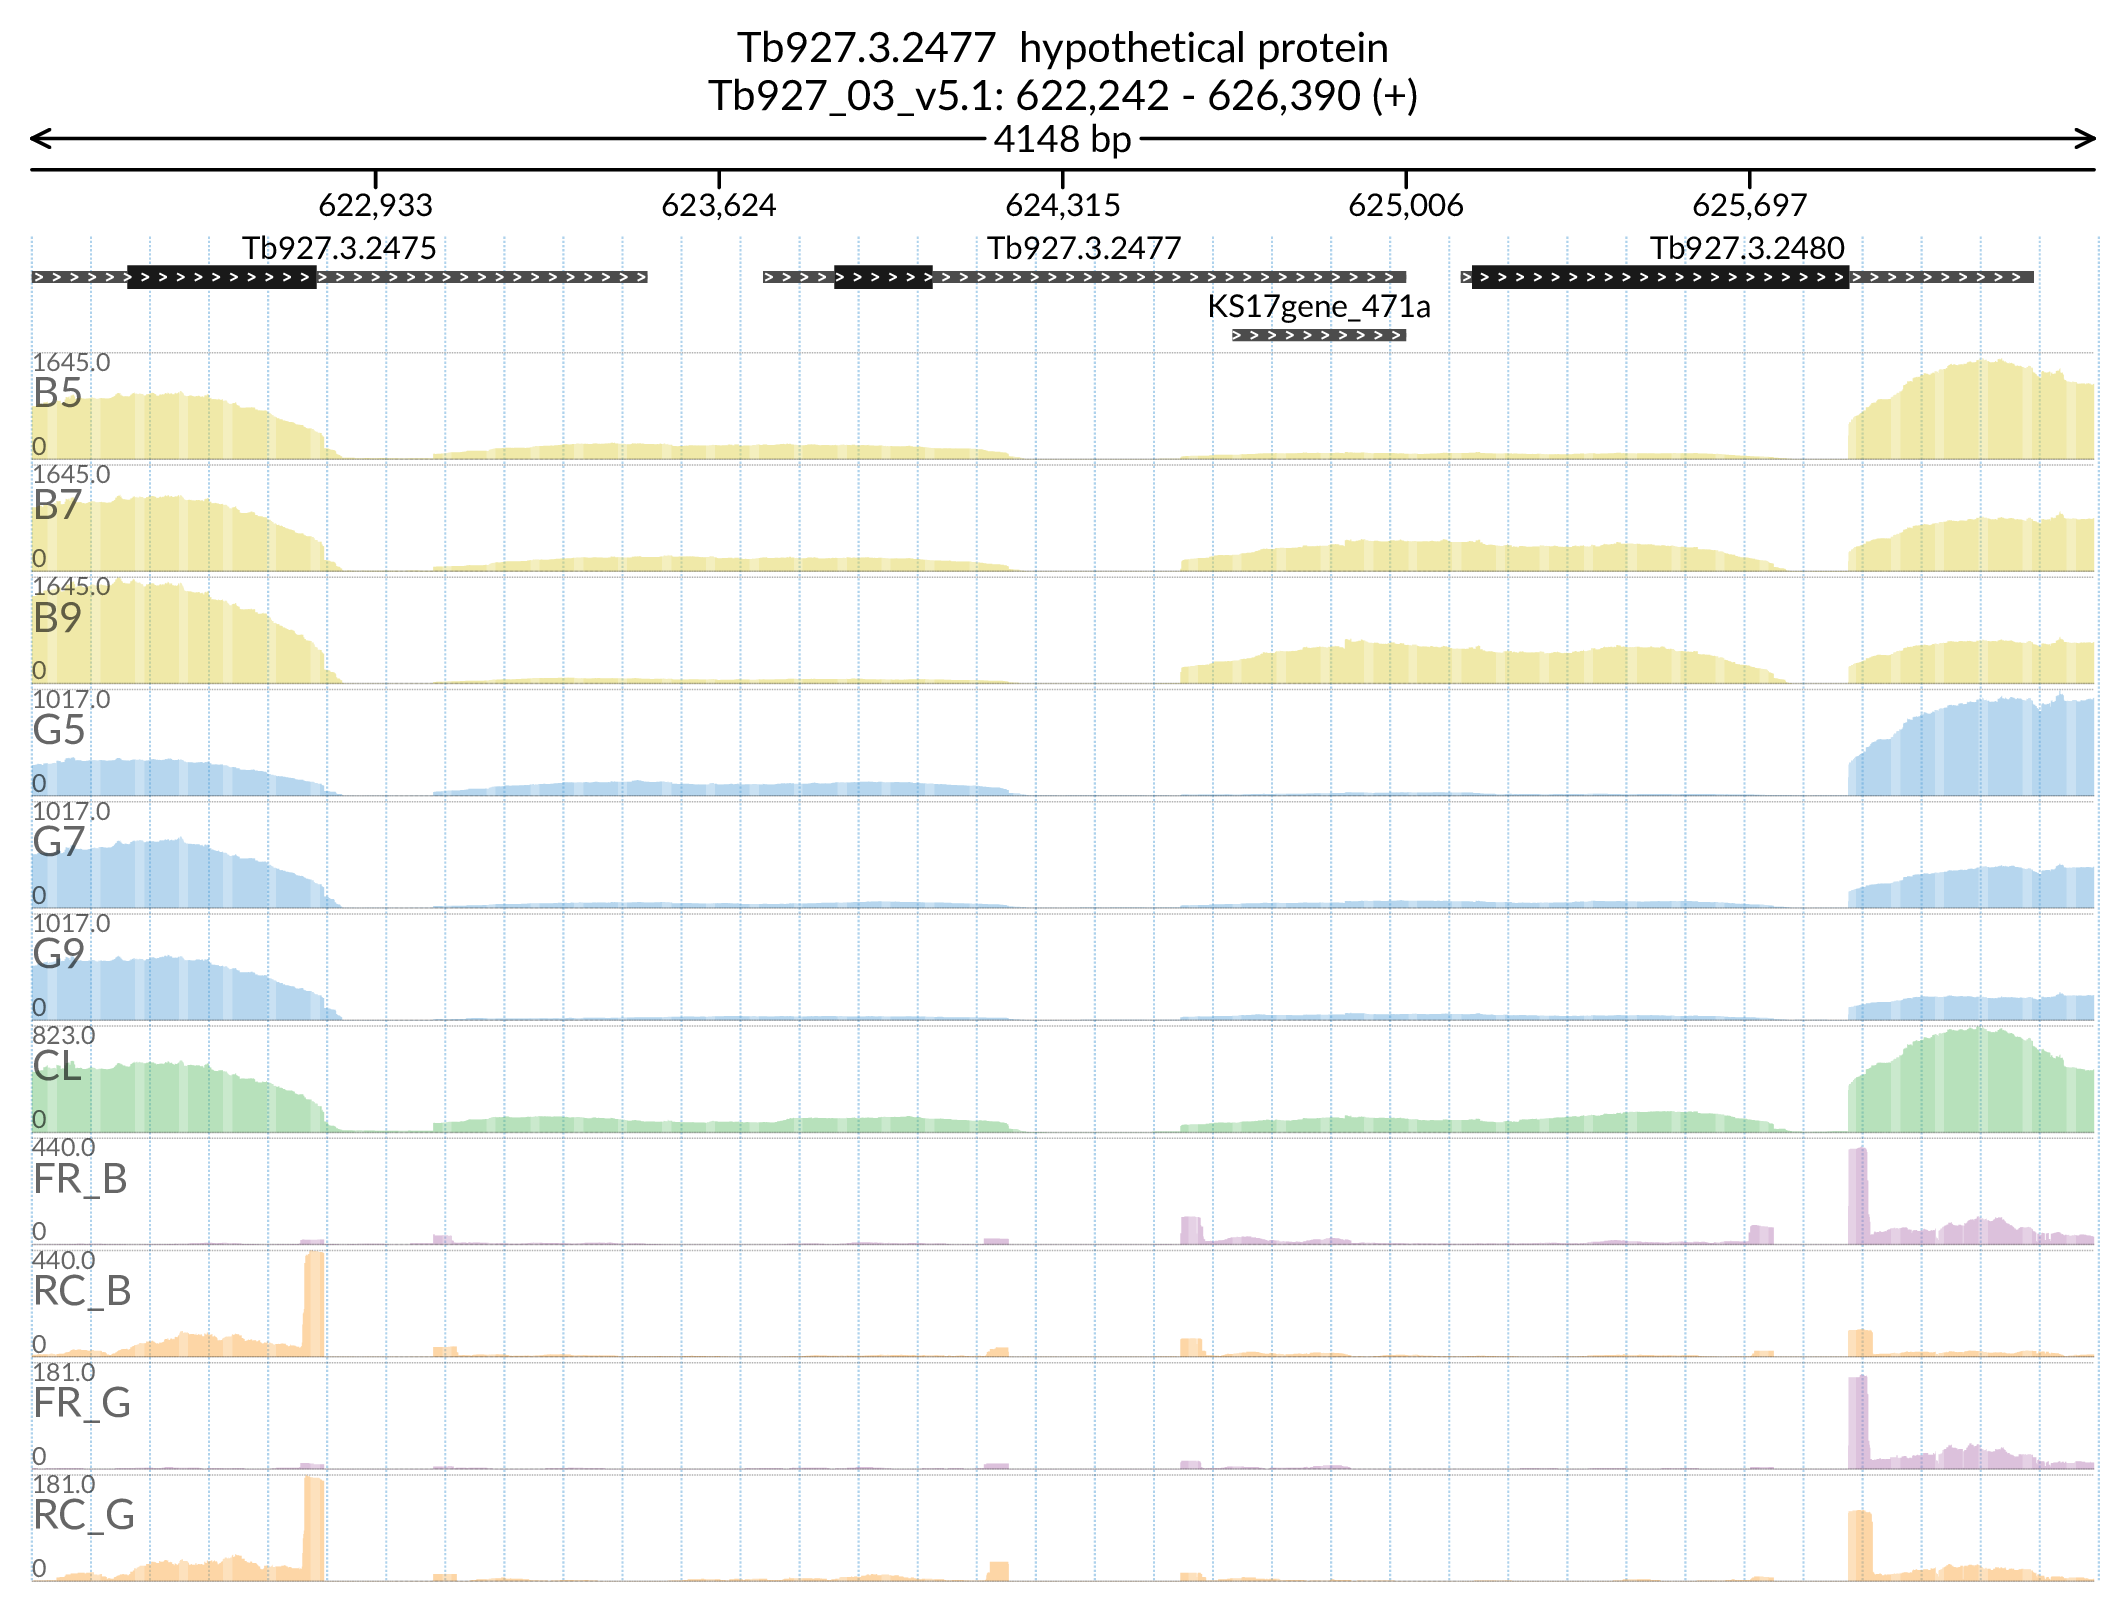 Tb927.3.2477  hypothetical protein
Tb927_03_v5.1: 622,242 - 626,390 (+)
4148 bp
622,933 623,624 624,315 625,006 625,697
Tb927.3.2475 Tb927.3.2477 Tb927.3.2480
KS17gene_471a
1645.0
B5
0
1645.0
B7
0
1645.0
B9
0
1017.0
G5
0
1017.0
G7
0
1017.0
G9
0
823.0
CL
0
440.0
FR_B
0
440.0
RC_B
0
181.0
FR_G
0
181.0
RC_G
0